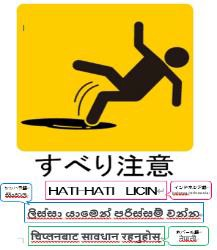 すべり注意
HATI-HATI LICIN
ලිස්සා යාමෙන් පරිස්සම් වන්න
चिप्लनबाट सावधान रहनुहोस्